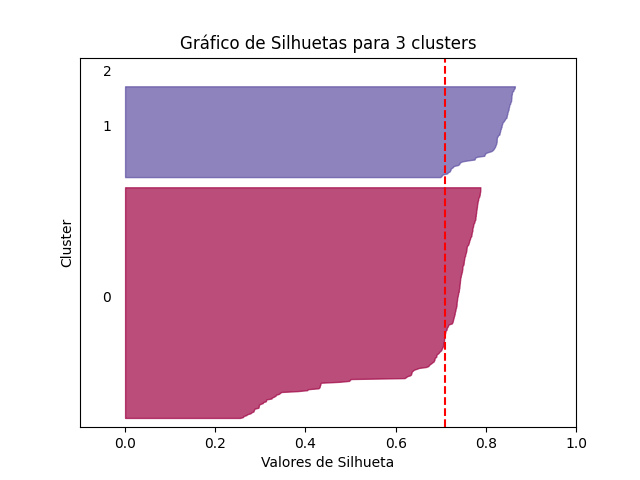 Gráfico de Silhuetas para 3 clusters
2
1
0
Cluster
0.0 0.2 0.4 0.6 0.8 1.0
Valores de Silhueta